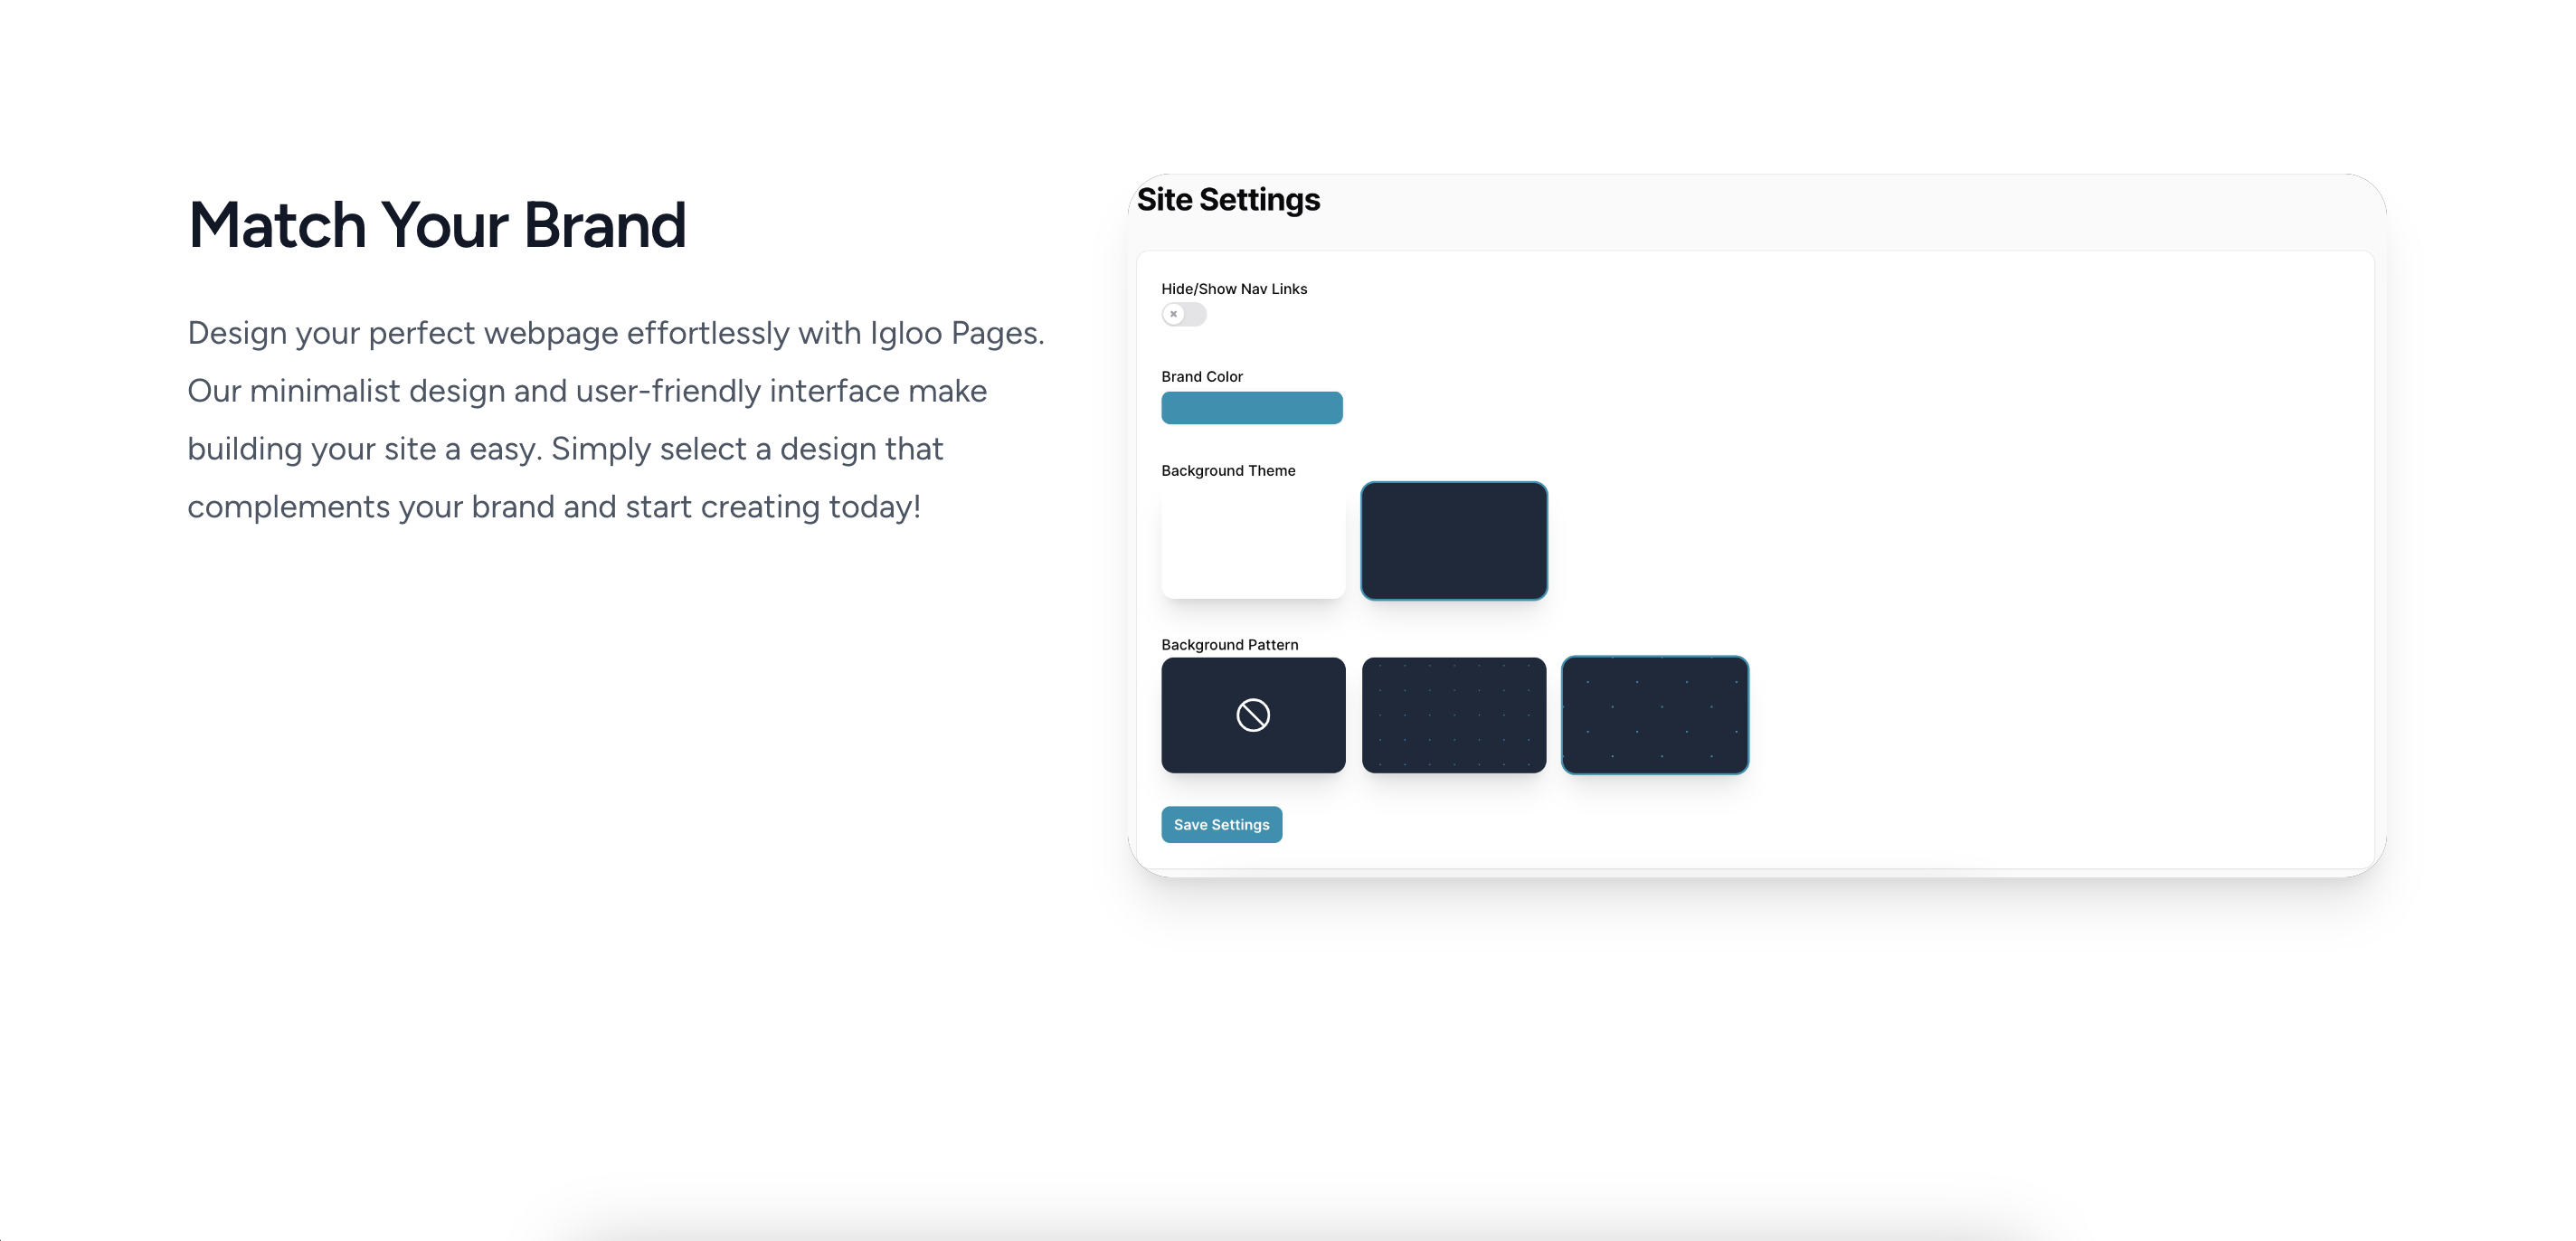 Match Your Brand
Design your perfect webpage effortlessly with Igloo Pages.
Our minimalist design and user-friendly interface make
building your site a easy. Simply select a design that
complements your brand and start creating today!
Site Settings
Hide/Show Nav Links
Brand Color
Background Theme
Background Pattern
Save Settings